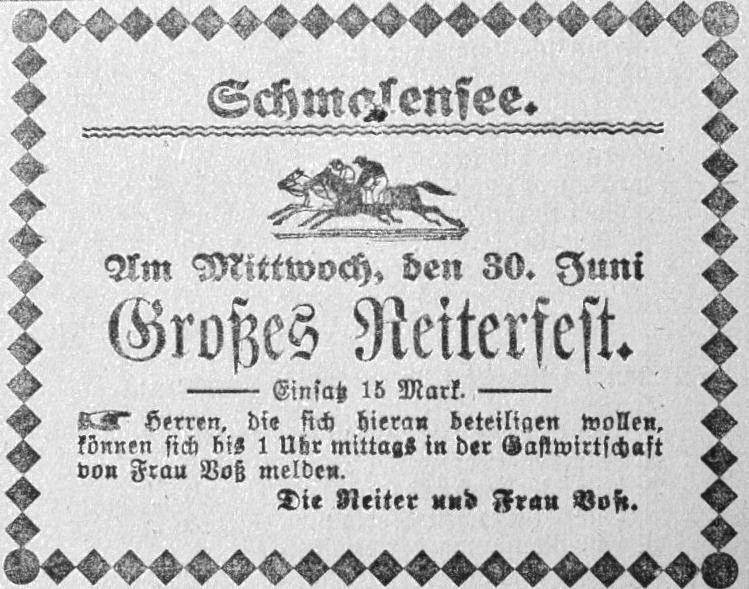 Schmalensee.
Am Mittwoch, den 30. Juni
Großes Reiterfest.
Einsatz 15 Mark.
Herren, die sich hieran beteiligen wollen,
können sich bis 1 Uhr mittags in der Gastwirtschaft
von Frau Voß melden.
Die Reiter und Frau Voß.